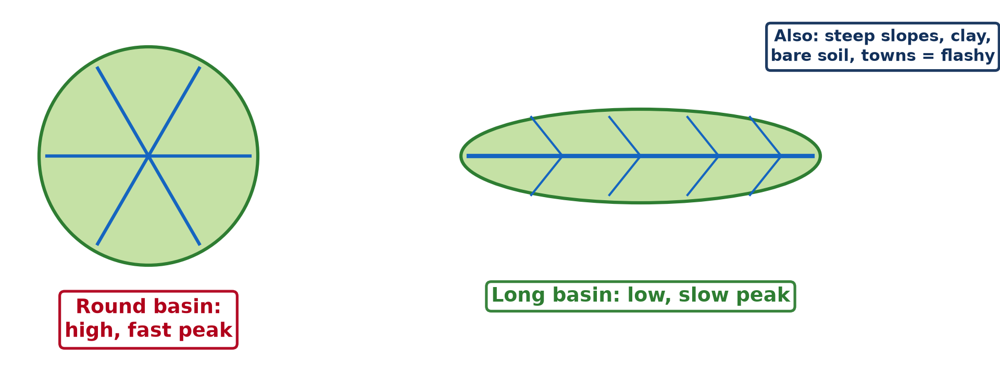 Also: steep slopes, clay,
bare soil, towns = flashy
Round basin:
high, fast peak
Long basin: low, slow peak